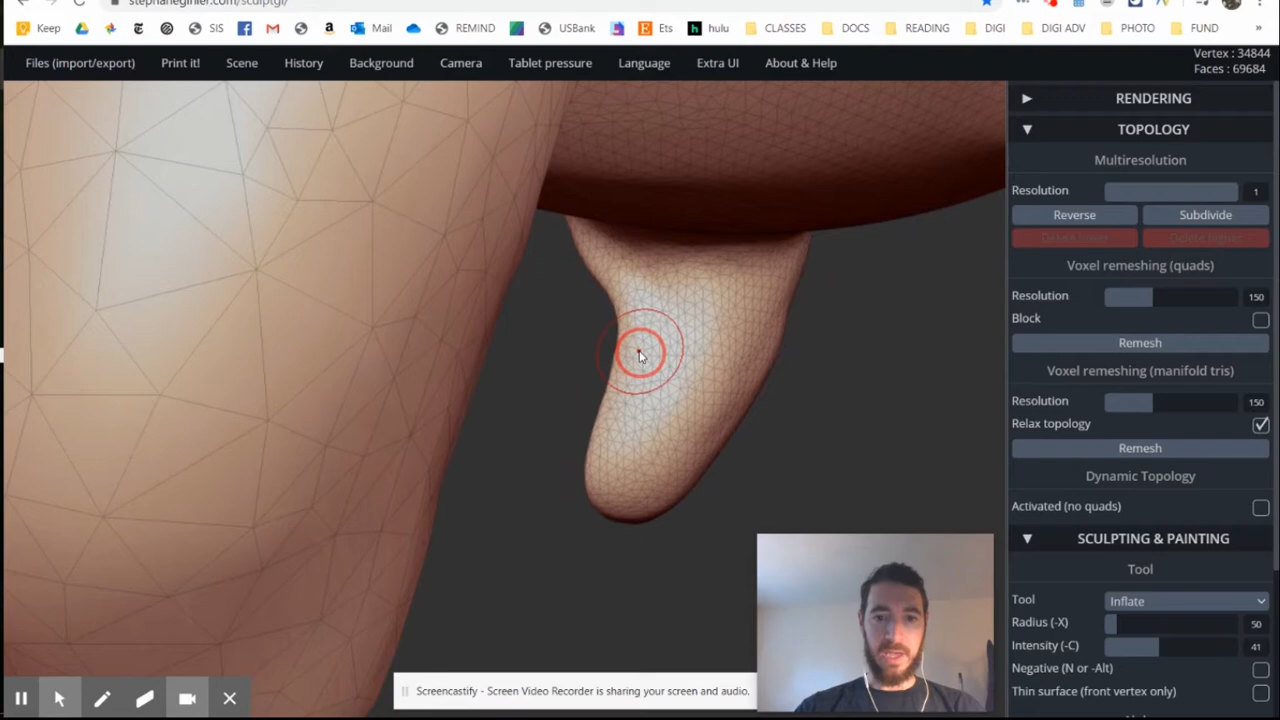 stephaneginier.com/sculptgl/
Keep SIS Mail REMIND USBank Ets hulu CLASSES DOCS READING DIGI DIGI ADV PHOTO FUND »
Files (import/export) Print it! Scene History Background Camera Tablet pressure Language Extra UI About & Help
Vertex : 34844
Faces : 69684
RENDERING
TOPOLOGY
Multiresolution
Resolution 1
Reverse Subdivide
Voxel remeshing (quads)
Resolution 150
Block
Remesh
Voxel remeshing (manifold tris)
Resolution 150
Relax topology
Remesh
Dynamic Topology
Activated (no quads)
SCULPTING & PAINTING
Tool
Tool Inflate
Radius (-X) 50
Intensity (-C) 41
Negative (N or -Alt)
Thin surface (front vertex only)
Screencastify - Screen Video Recorder is sharing your screen and audio.